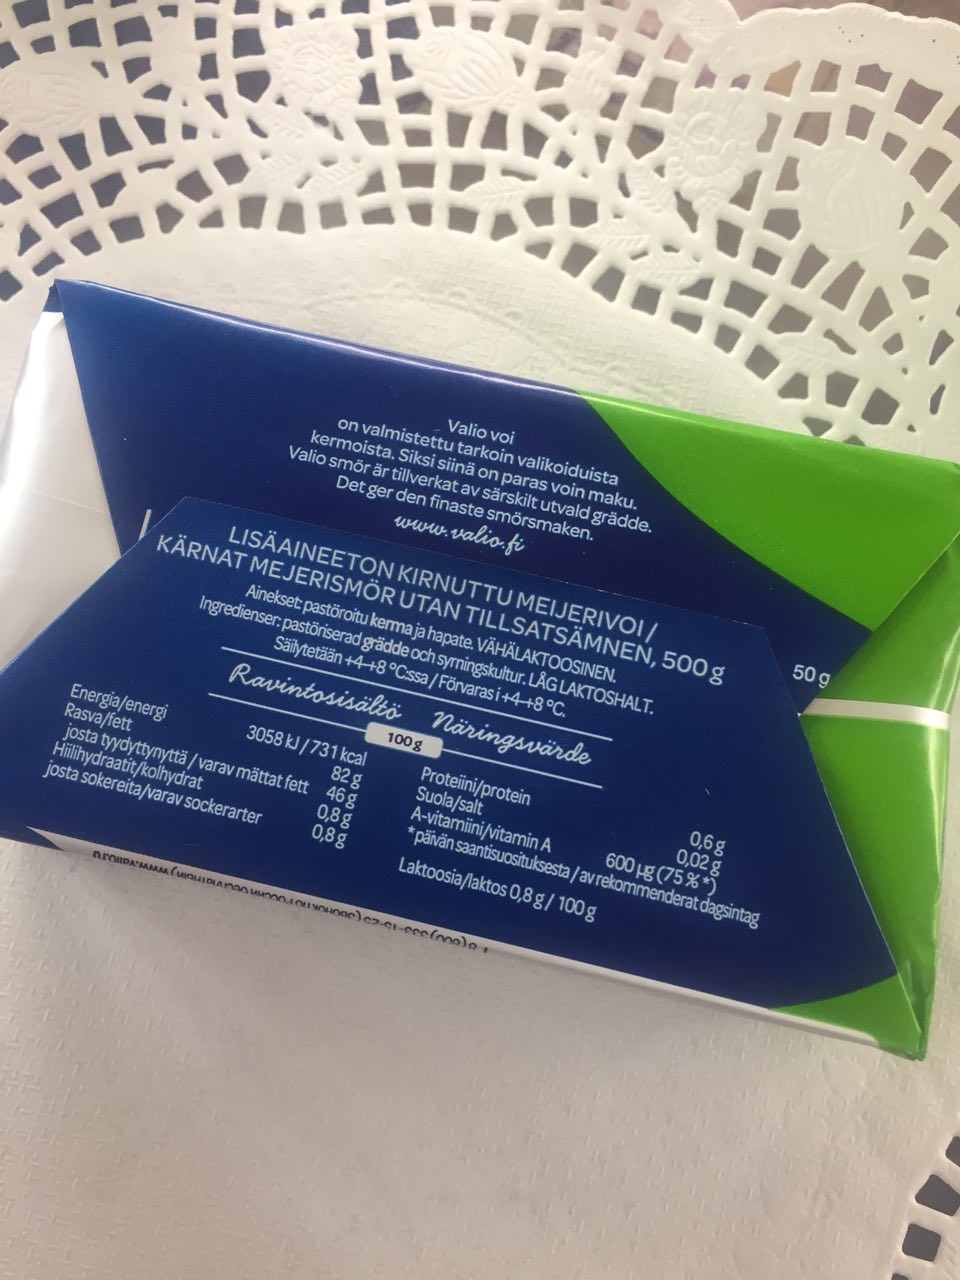 Valio voi
on valmistettu tarkoin valikoiduista
kermoista. Siksi siinä on paras voin maku.
Valio smör är tillverkat av särskilt utvald grädde.
Det ger den finaste smörsmaken.
www.valio.fi
LISÄAINEETON KIRNUTTU MEIJERIVOI /
KÄRNAT MEJERISMÖR UTAN TILLSATSÄMNEN, 500 g
Ainekset: pastöroitu kerma ja hapate. VÄHÄLAKTOOSINEN.
Ingredienser: pastöriserad grädde och syrningskultur. LÅG LAKTOSHALT.
Säilytetään +4-+8 °C:ssa / Förvaras i +4-+8 °C.
50 g
Ravintosisältö Näringsvärde
100 g
Energia/energi 3058 kJ / 731 kcal
Rasva/fett 82 g
josta tyydyttynyttä / varav mättat fett 46 g
Hiilihydraatit/kolhydrat 0,8 g
josta sokereita/varav sockerarter 0,8 g
Proteiini/protein 0,6 g
Suola/salt 0,02 g
A-vitamiini/vitamin A 600 µg (75 %*)
*päivän saantisuosituksesta / av rekommenderat dagsintag
Laktoosia/laktos 0,8 g / 100 g
www.valio.ru